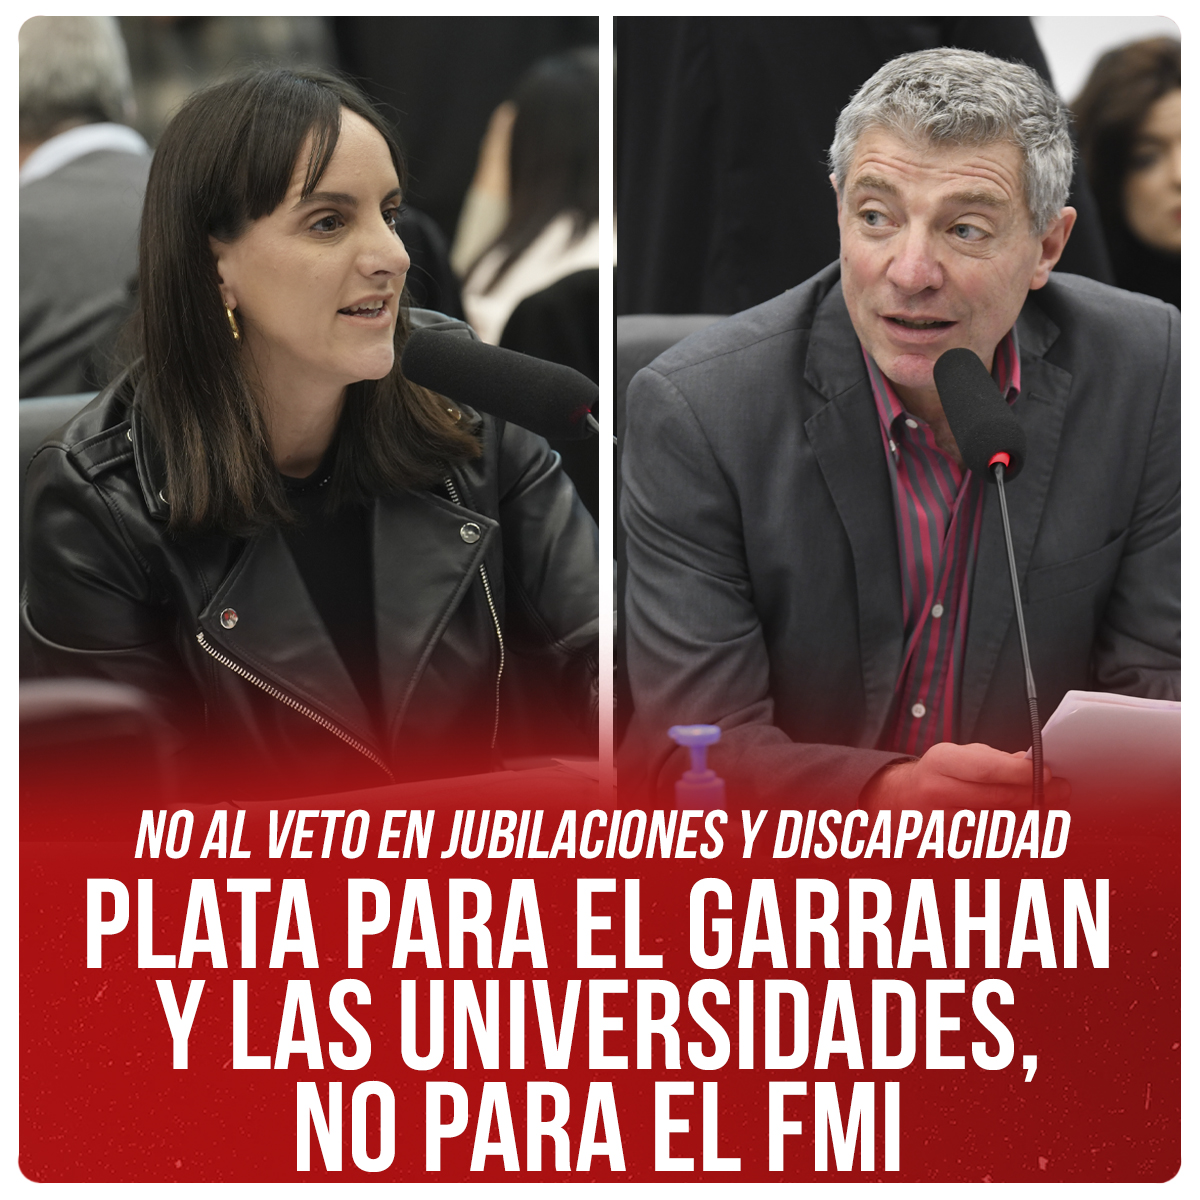 NO AL VETO EN JUBILACIONES Y DISCAPACIDAD
PLATA PARA EL GARRAHAN
Y LAS UNIVERSIDADES,
NO PARA EL FMI